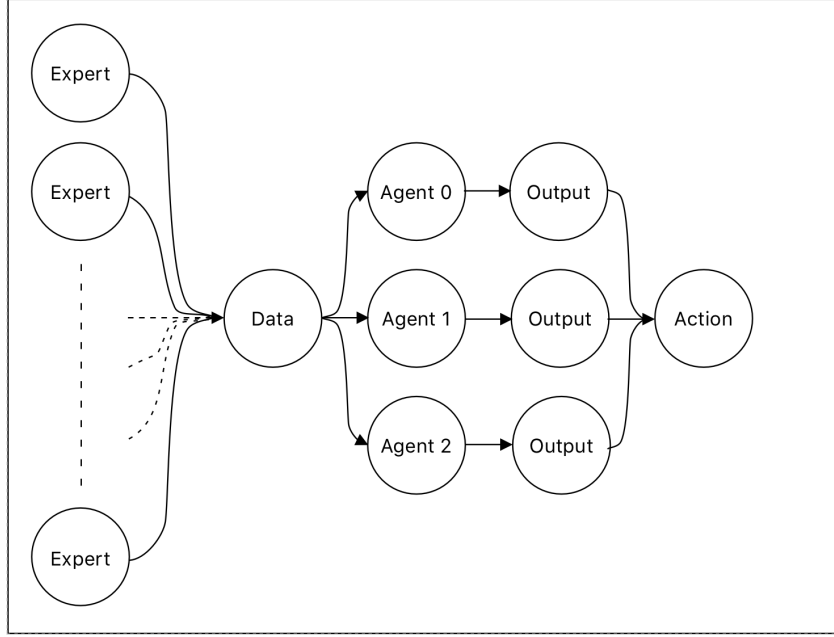 Expert
Expert
Expert
Data
Agent 0
Output
Agent 1
Output
Agent 2
Output
Action